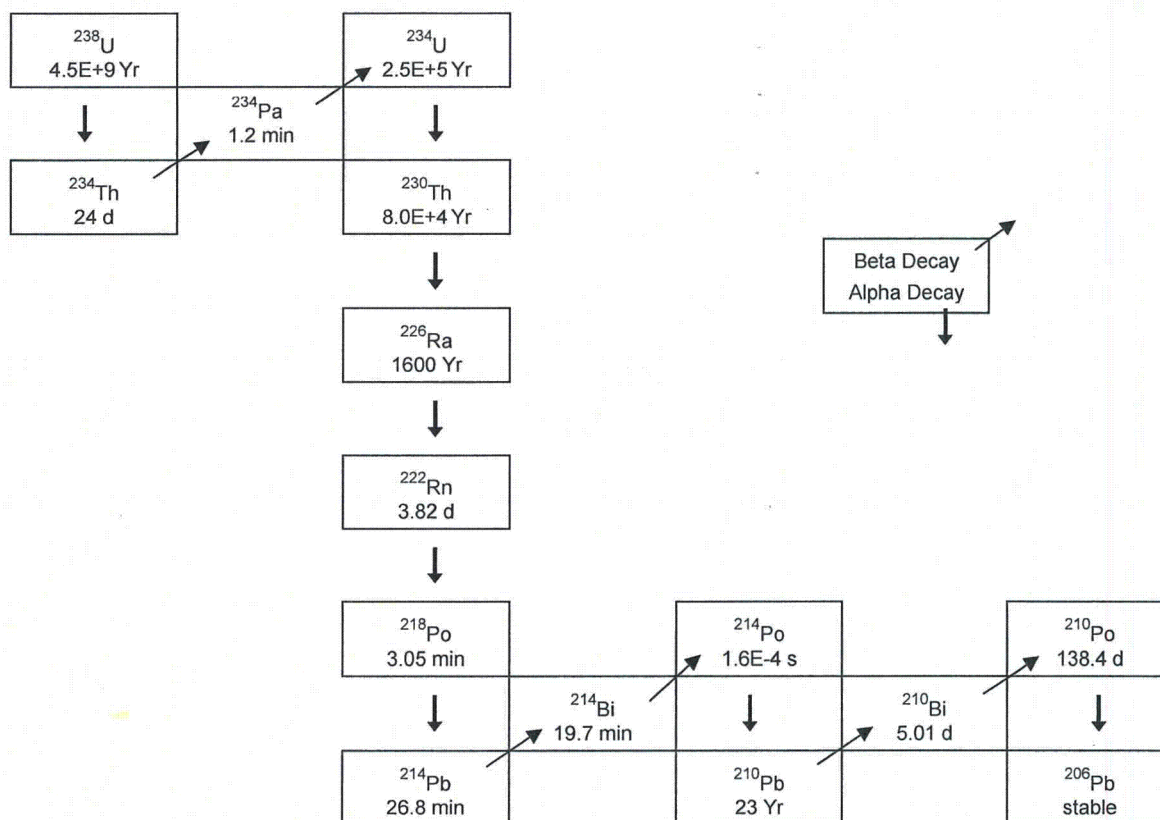 ²³⁸U
4.5E+9 Yr
²³⁴U
2.5E+5 Yr
²³⁴Pa
1.2 min
²³⁴Th
24 d
²³⁰Th
8.0E+4 Yr
Beta Decay
Alpha Decay
²²⁶Ra
1600 Yr
²²²Rn
3.82 d
²¹⁸Po
3.05 min
²¹⁴Po
1.6E-4 s
²¹⁰Po
138.4 d
²¹⁴Bi
19.7 min
²¹⁰Bi
5.01 d
²¹⁴Pb
26.8 min
²¹⁰Pb
23 Yr
²⁰⁶Pb
stable